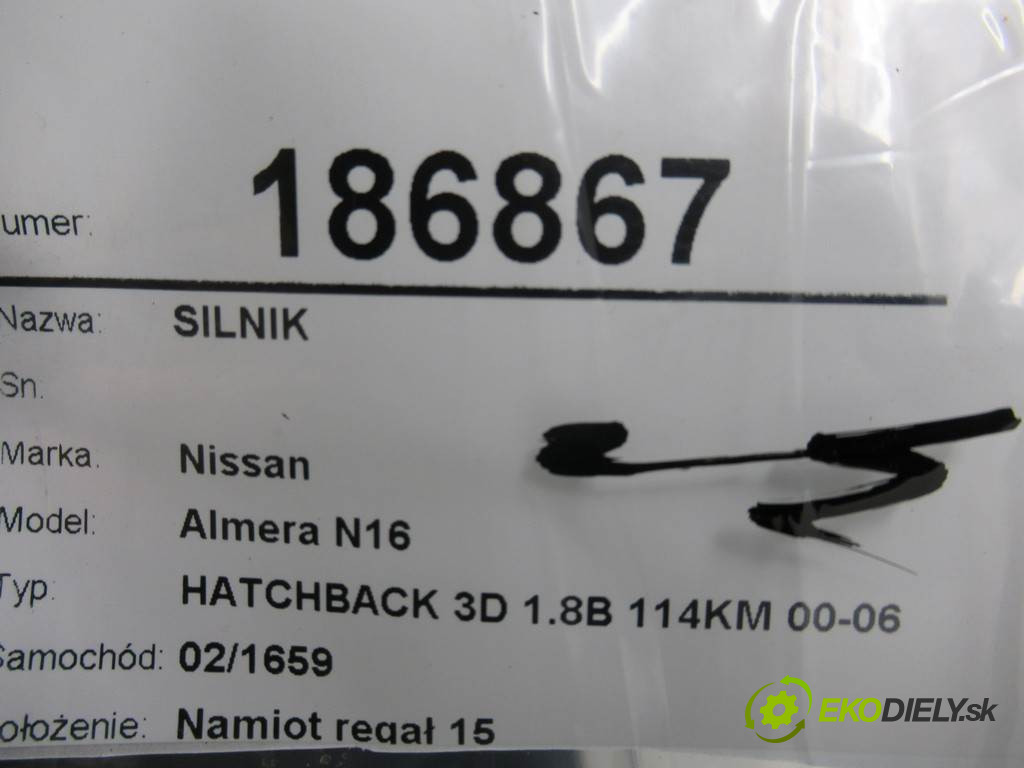 umer: 186867
Nazwa: SILNIK
Sn.
Marka. Nissan
Model: Almera N16
Typ. HATCHBACK 3D 1.8B 114KM 00-06
Samochód: 02/1659
ołożenie: Namiot regał 15
EKODIELY.sk